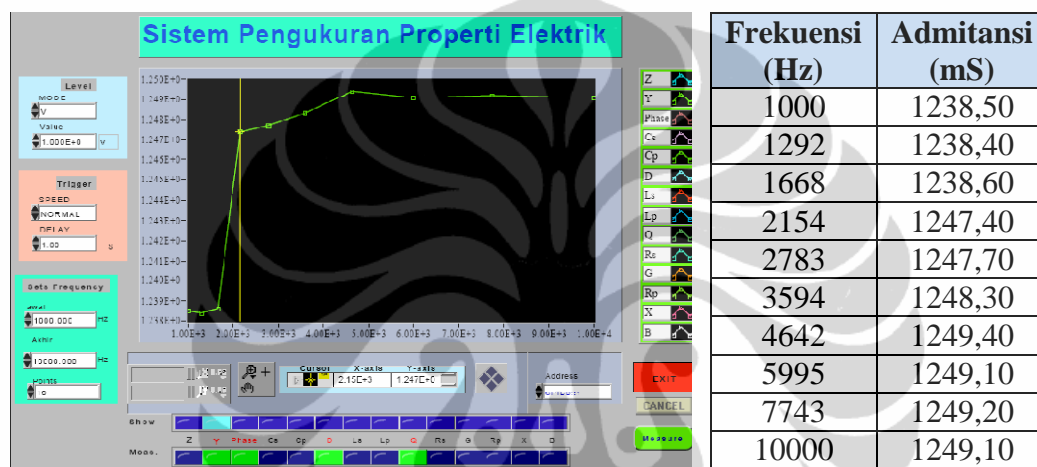 Sistem Pengukuran Properti Elektrik
Level
MODE
V
Value
1.000E+0 V
Trigger
SPEED
NORMAL
DELAY
1.00 s
Sets Frequency
awal
1000.000 Hz
Akhir
10000.000 Hz
Points
1.250E+0
1.249E+0
1.248E+0
1.247E+0
1.245E+0
1.244E+0
1.243E+0
1.242E+0
1.241E+0
1.240E+0
1.239E+0
1.238E+0
1.00E+3 2.00E+3 3.00E+3 4.00E+3 5.00E+3 6.00E+3 7.00E+3 8.00E+3 9.00E+3 1.00E+4
Z
Y
Phase
Cs
Cp
D
Ls
Lp
Q
Rs
G
Rp
X
B
Cursor X-axis Y-axis
2.15E+3 1.247E+0
Address
EXIT
CANCEL
Measure
Show
Z Y Phase Cs Cp D Ls Lp Q Rs G Rp X B
Meas.
Frekuensi (Hz) Admitansi (mS)
1000 1238,50
1292 1238,40
1668 1238,60
2154 1247,40
2783 1247,70
3594 1248,30
4642 1249,40
5995 1249,10
7743 1249,20
10000 1249,10